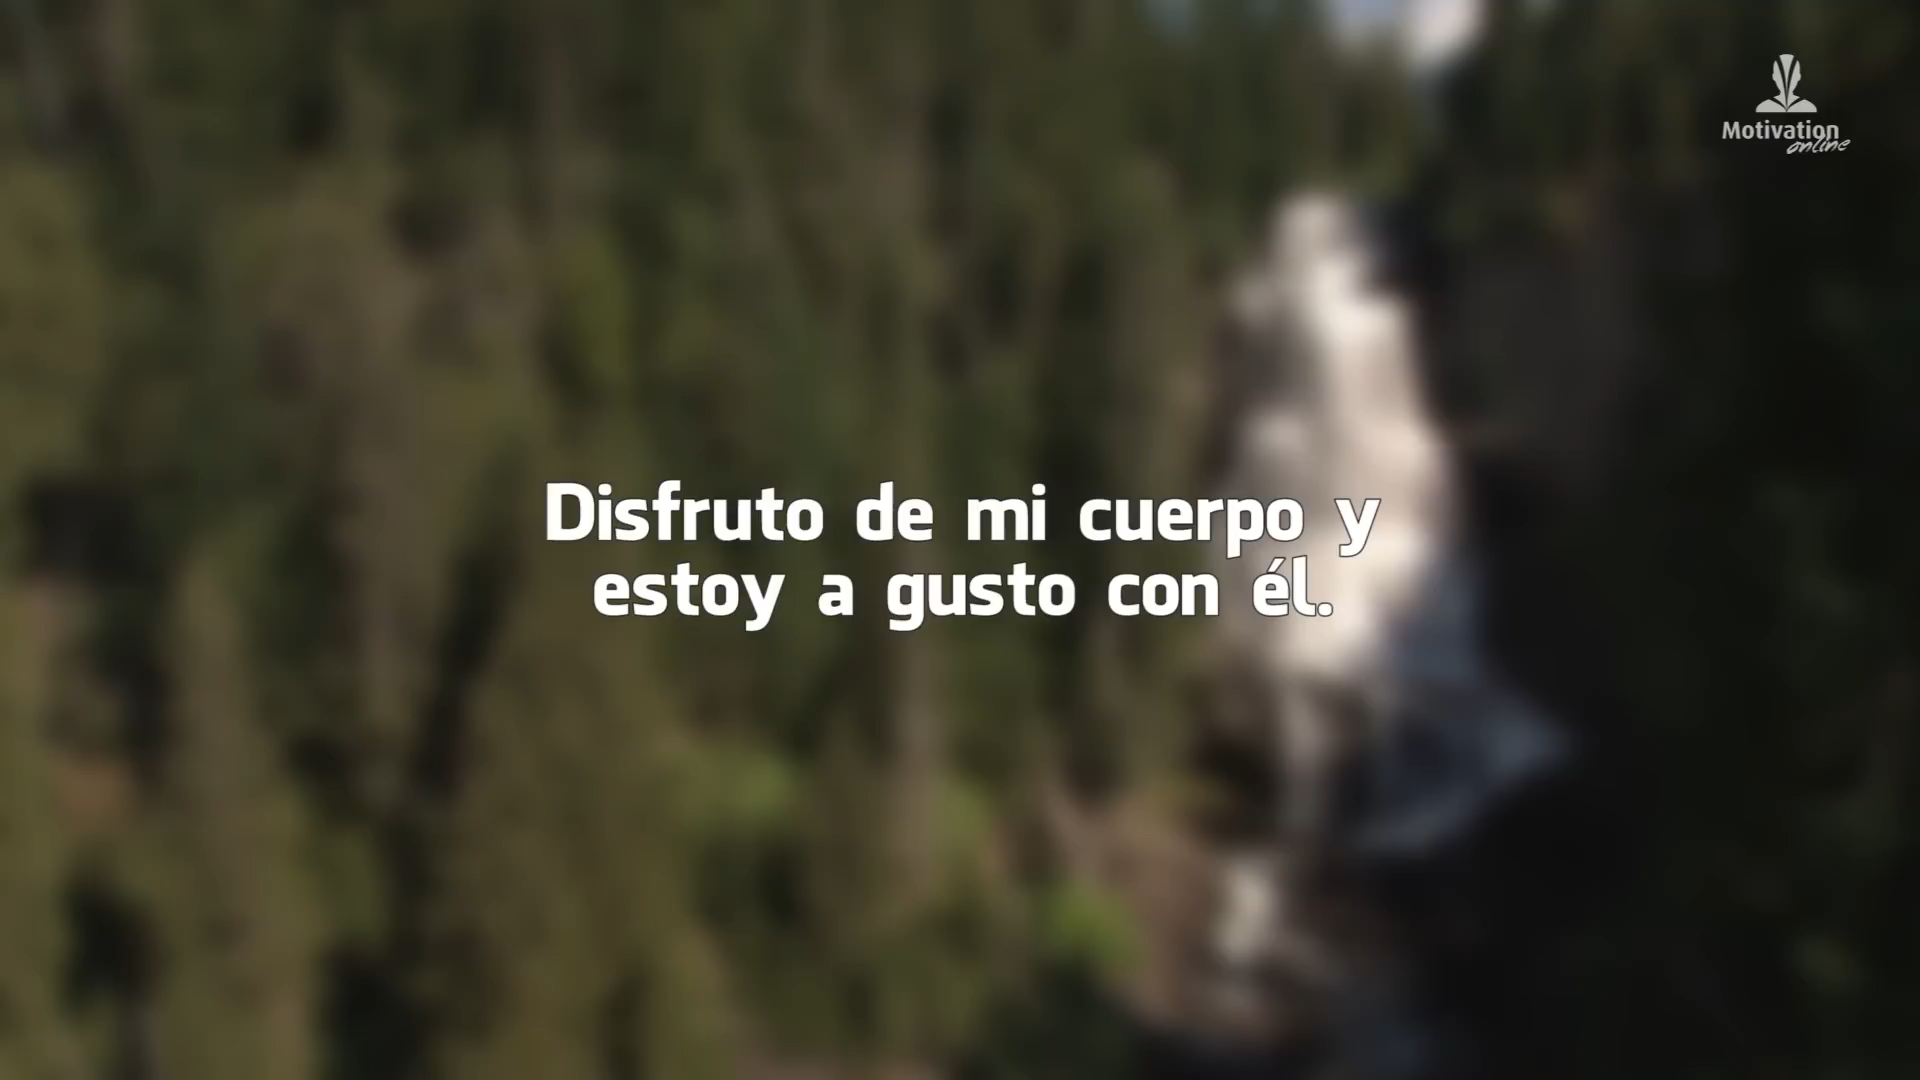 Motivation
online
Disfruto de mi cuerpo y
estoy a gusto con él.